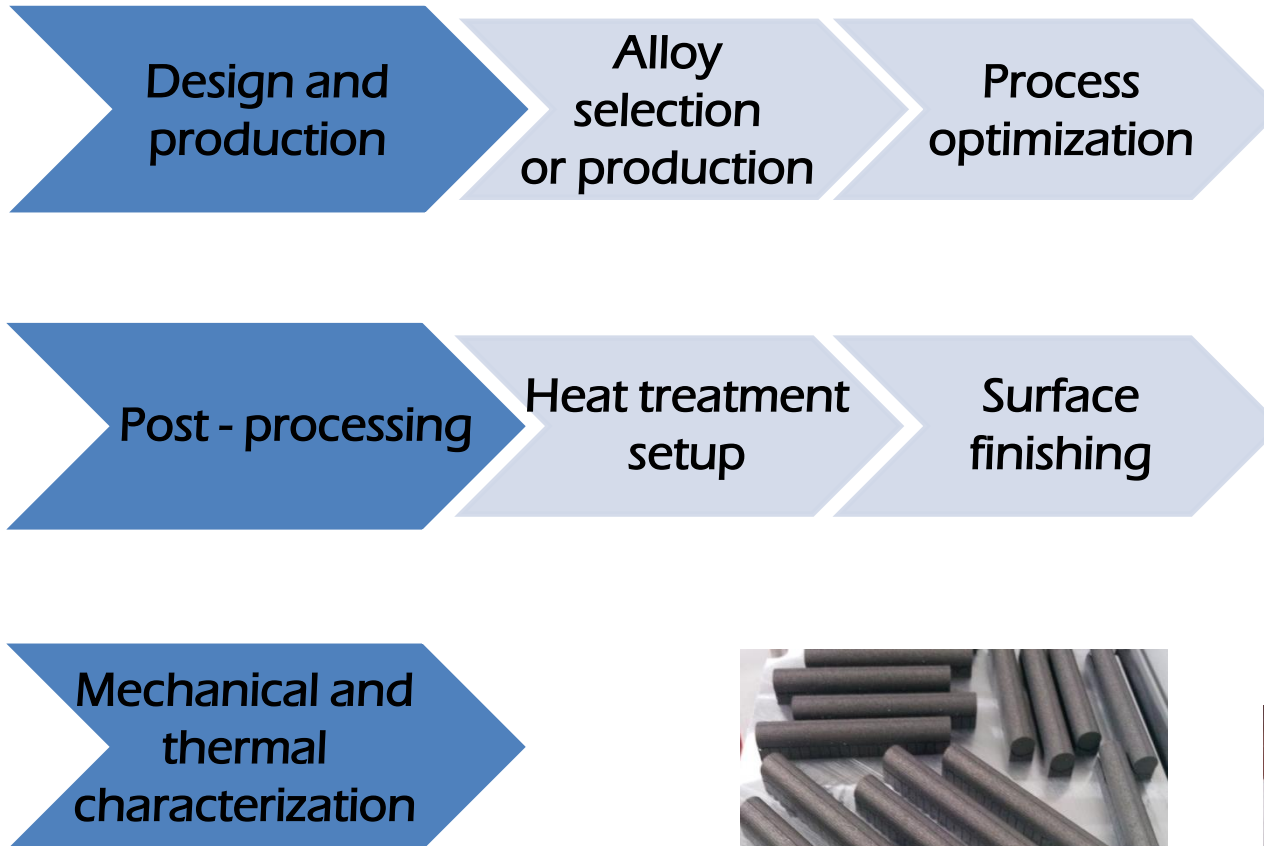 Design and
production
Alloy
selection
or production
Process
optimization
Post - processing
Heat treatment
setup
Surface
finishing
Mechanical and
thermal
characterization